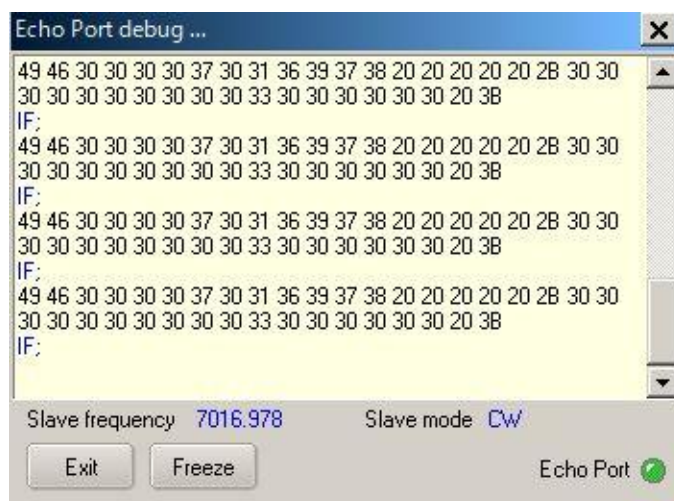 Echo Port debug ...
49 46 30 30 30 30 37 30 31 36 39 37 38 20 20 20 20 20 2B 30 30
30 30 30 30 30 30 30 33 30 30 30 30 30 30 20 3B
IF;
49 46 30 30 30 30 37 30 31 36 39 37 38 20 20 20 20 20 2B 30 30
30 30 30 30 30 30 30 33 30 30 30 30 30 30 20 3B
IF;
49 46 30 30 30 30 37 30 31 36 39 37 38 20 20 20 20 20 2B 30 30
30 30 30 30 30 30 30 33 30 30 30 30 30 30 20 3B
IF;
49 46 30 30 30 30 37 30 31 36 39 37 38 20 20 20 20 20 2B 30 30
30 30 30 30 30 30 30 33 30 30 30 30 30 30 20 3B
IF;
Slave frequency 7016.978 Slave mode CW
Exit Freeze Echo Port